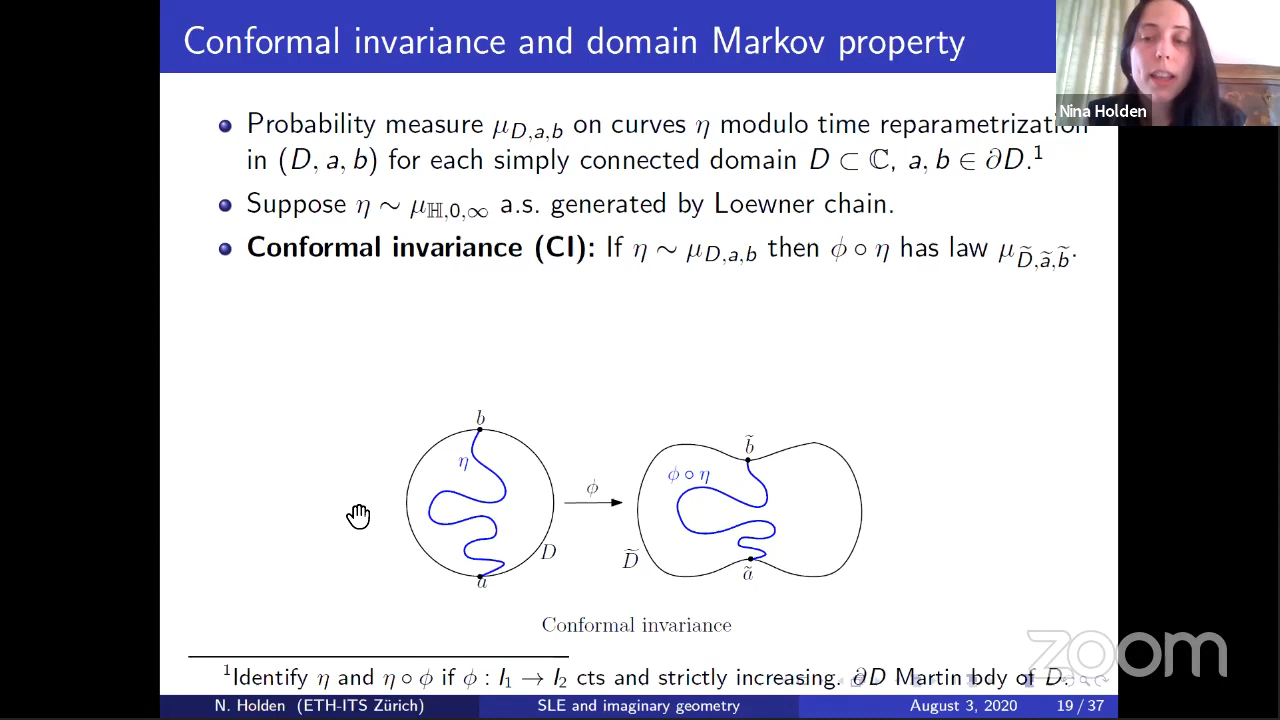 Conformal invariance and domain Markov property
Nina Holden
Probability measure μ_{D,a,b} on curves η modulo time reparametrization
in (D, a, b) for each simply connected domain D ⊂ ℂ, a, b ∈ ∂D.¹
Suppose η ∼ μ_{ℍ,0,∞} a.s. generated by Loewner chain.
Conformal invariance (CI): If η ∼ μ_{D,a,b} then ϕ ∘ η has law μ_{D̃,ã,b̃}.
b
η
ϕ
D
a
b̃
ϕ ∘ η
D̃
ã
Conformal invariance
zoom
¹Identify η and η ∘ ϕ if ϕ : I₁ → I₂ cts and strictly increasing. ∂D Martin bdy of D.
N. Holden (ETH-ITS Zürich)
SLE and imaginary geometry
August 3, 2020
19 / 37